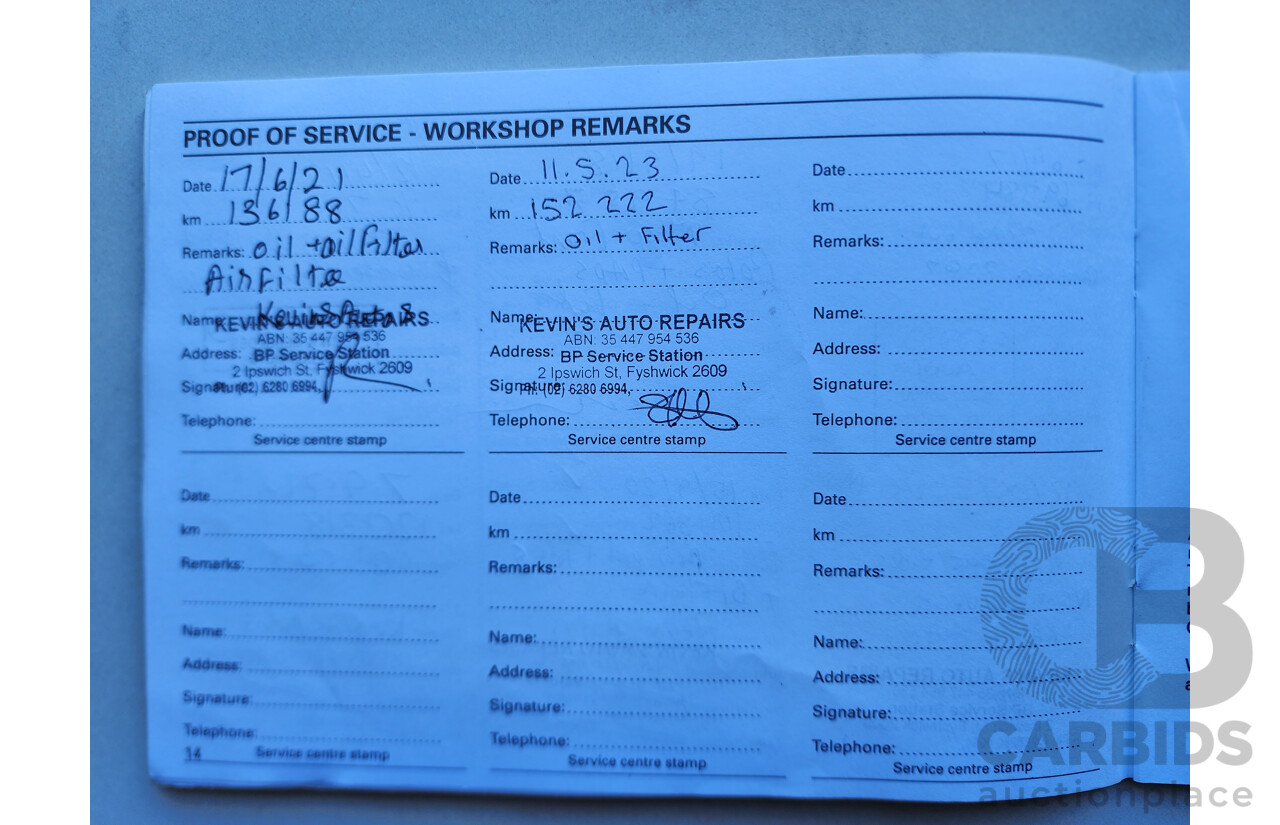 PROOF OF SERVICE - WORKSHOP REMARKS
Date 17/6/21
km 136188
Remarks: Oil + oil filter
Air Filte
Name: Kevins Autos
KEVIN'S AUTO REPAIRS
ABN: 35 447 954 536
Address: BP Service Station
2 Ipswich St, Fyshwick 2609
Signature: Ph: (02) 6280 6994,
Telephone:
Service centre stamp
Date 11.5.23
km 152 222
Remarks: Oil + Filter
Name:
KEVIN'S AUTO REPAIRS
ABN: 35 447 954 536
Address: BP Service Station
2 Ipswich St, Fyshwick 2609
Signature: Ph: (02) 6280 6994,
Telephone:
Service centre stamp
Date
km
Remarks:
Name:
Address:
Signature:
Telephone:
Service centre stamp
Date
km
Remarks:
Name:
Address:
Signature:
Telephone:
14
Service centre stamp
Date
km
Remarks:
Name:
Address:
Signature:
Telephone:
Service centre stamp
Date
km
Remarks:
Name:
Address:
Signature:
Telephone:
Service centre stamp
CB
CARBIDS
auctionplace